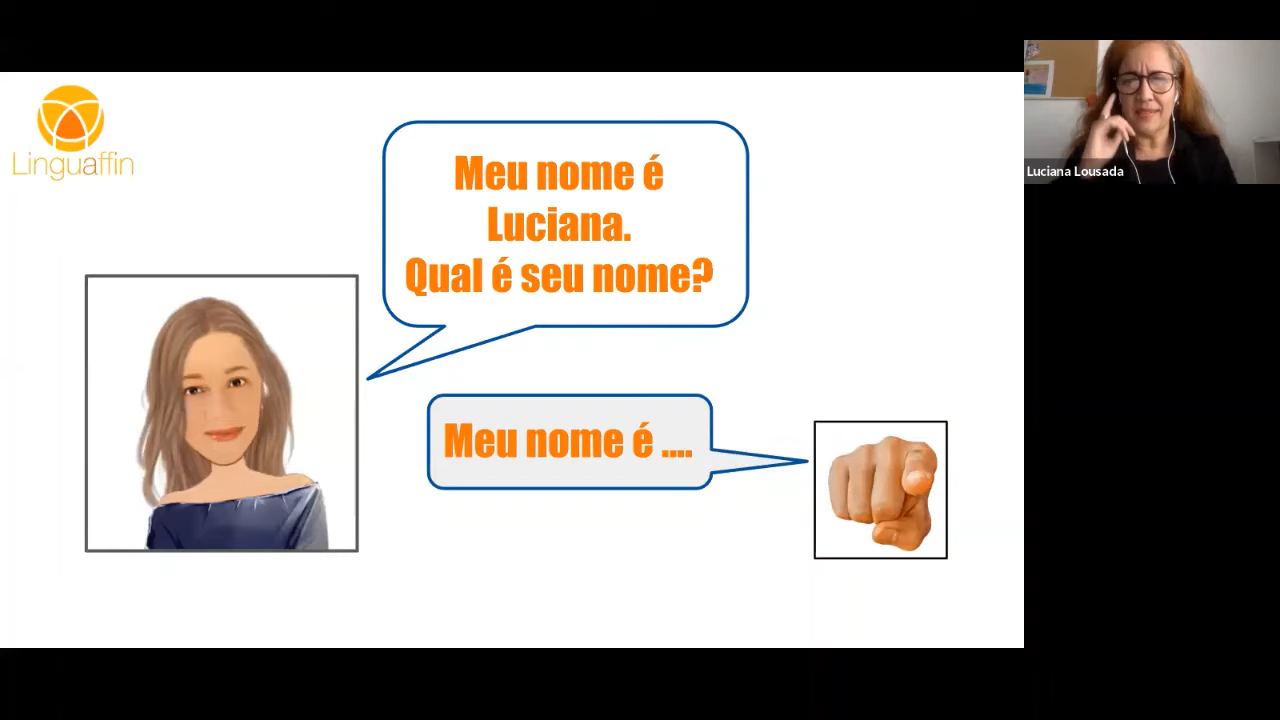 Linguaffin
Meu nome é
Luciana.
Qual é seu nome?
Meu nome é ....
Luciana Lousada